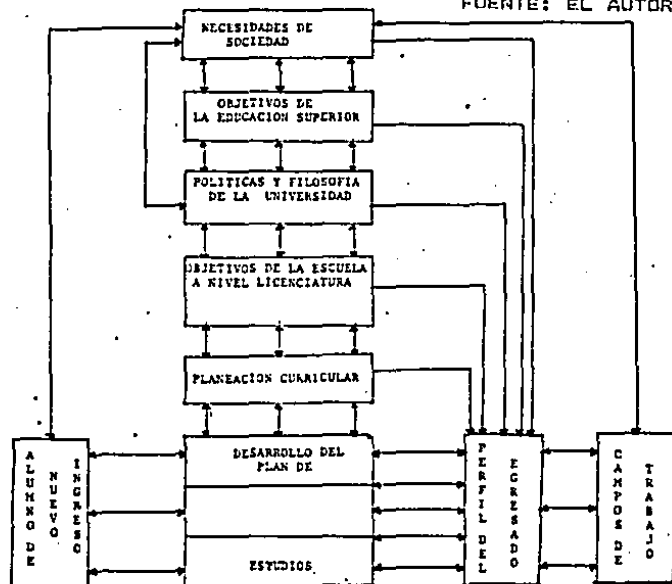 FUENTE: EL AUTOR
NECESIDADES DE
SOCIEDAD
OBJETIVOS DE
LA EDUCACION SUPERIOR
POLITICAS Y FILOSOFIA
DE LA UNIVERSIDAD
OBJETIVOS DE LA ESCUELA
A NIVEL LICENCIATURA
PLANEACION CURRICULAR
ALUMNO DE
NUEVO
INGRESO
DESARROLLO DEL
PLAN DE
ESTUDIOS
PERFIL DEL
EGRESADO
CAMPOS DE
TRABAJO